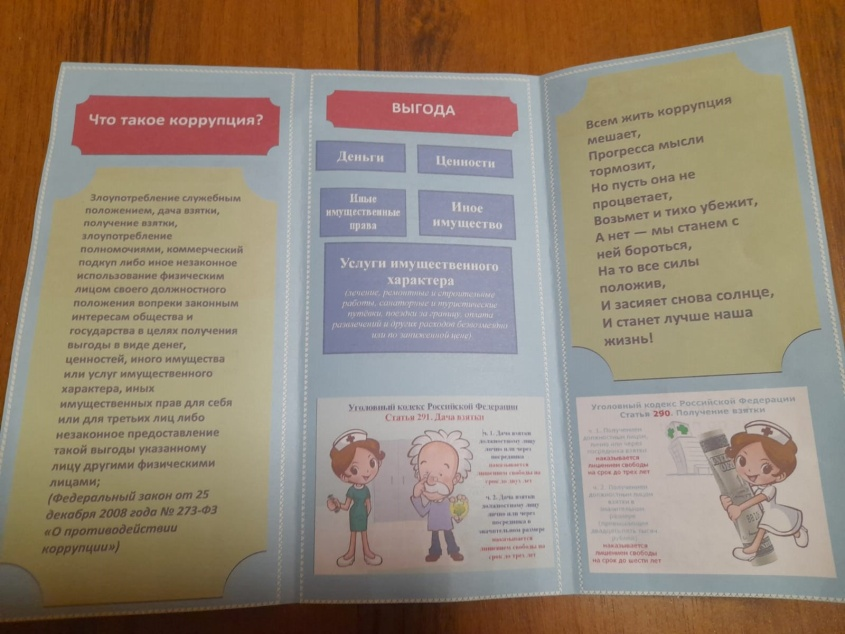 Что такое коррупция?
Злоупотребление служебным
положением, дача взятки,
получение взятки,
злоупотребление
полномочиями, коммерческий
подкуп либо иное незаконное
использование физическим
лицом своего должностного
положения вопреки законным
интересам общества и
государства в целях получения
выгоды в виде денег,
ценностей, иного имущества
или услуг имущественного
характера, иных
имущественных прав для себя
или для третьих лиц либо
незаконное предоставление
такой выгоды указанному
лицу другими физическими
лицами;
(Федеральный закон от 25
декабря 2008 года № 273-ФЗ
«О противодействии
коррупции»)
ВЫГОДА
Деньги
Ценности
Иные
имущественные
права
Иное
имущество
Услуги имущественного
характера
(лечение, ремонтные и строительные
работы, санаторные и туристические
путевки, поездки за границу, оплата
развлечений и других расходов безвозмездно
или по заниженной цене)
Уголовный кодекс Российской Федерации
Статья 291. Дача взятки
ч. 1. Дача взятки
должностному лицу
лично или через
посредника
наказывается
лишением свободы на
срок до двух лет
ч. 2. Дача взятки
должностному лицу
лично или через
посредника в
значительном размере
наказывается
лишением свободы на
срок до трех лет
Всем жить коррупция
мешает,
Прогресса мысли
тормозит,
Но пусть она не
процветает,
Возьмет и тихо убежит,
А нет — мы станем с
ней бороться,
На то все силы
положив,
И засияет снова солнце,
И станет лучше наша
жизнь!
Уголовный кодекс Российской Федерации
Статья 290. Получение взятки
ч. 1. Получение
должностным лицом,
лично или через
посредника взятки
наказывается
лишением свободы
на срок до трех лет
Получение
должностным лицом
взятки в
значительном
размере
наказывается
лишением свободы
на срок до шести лет